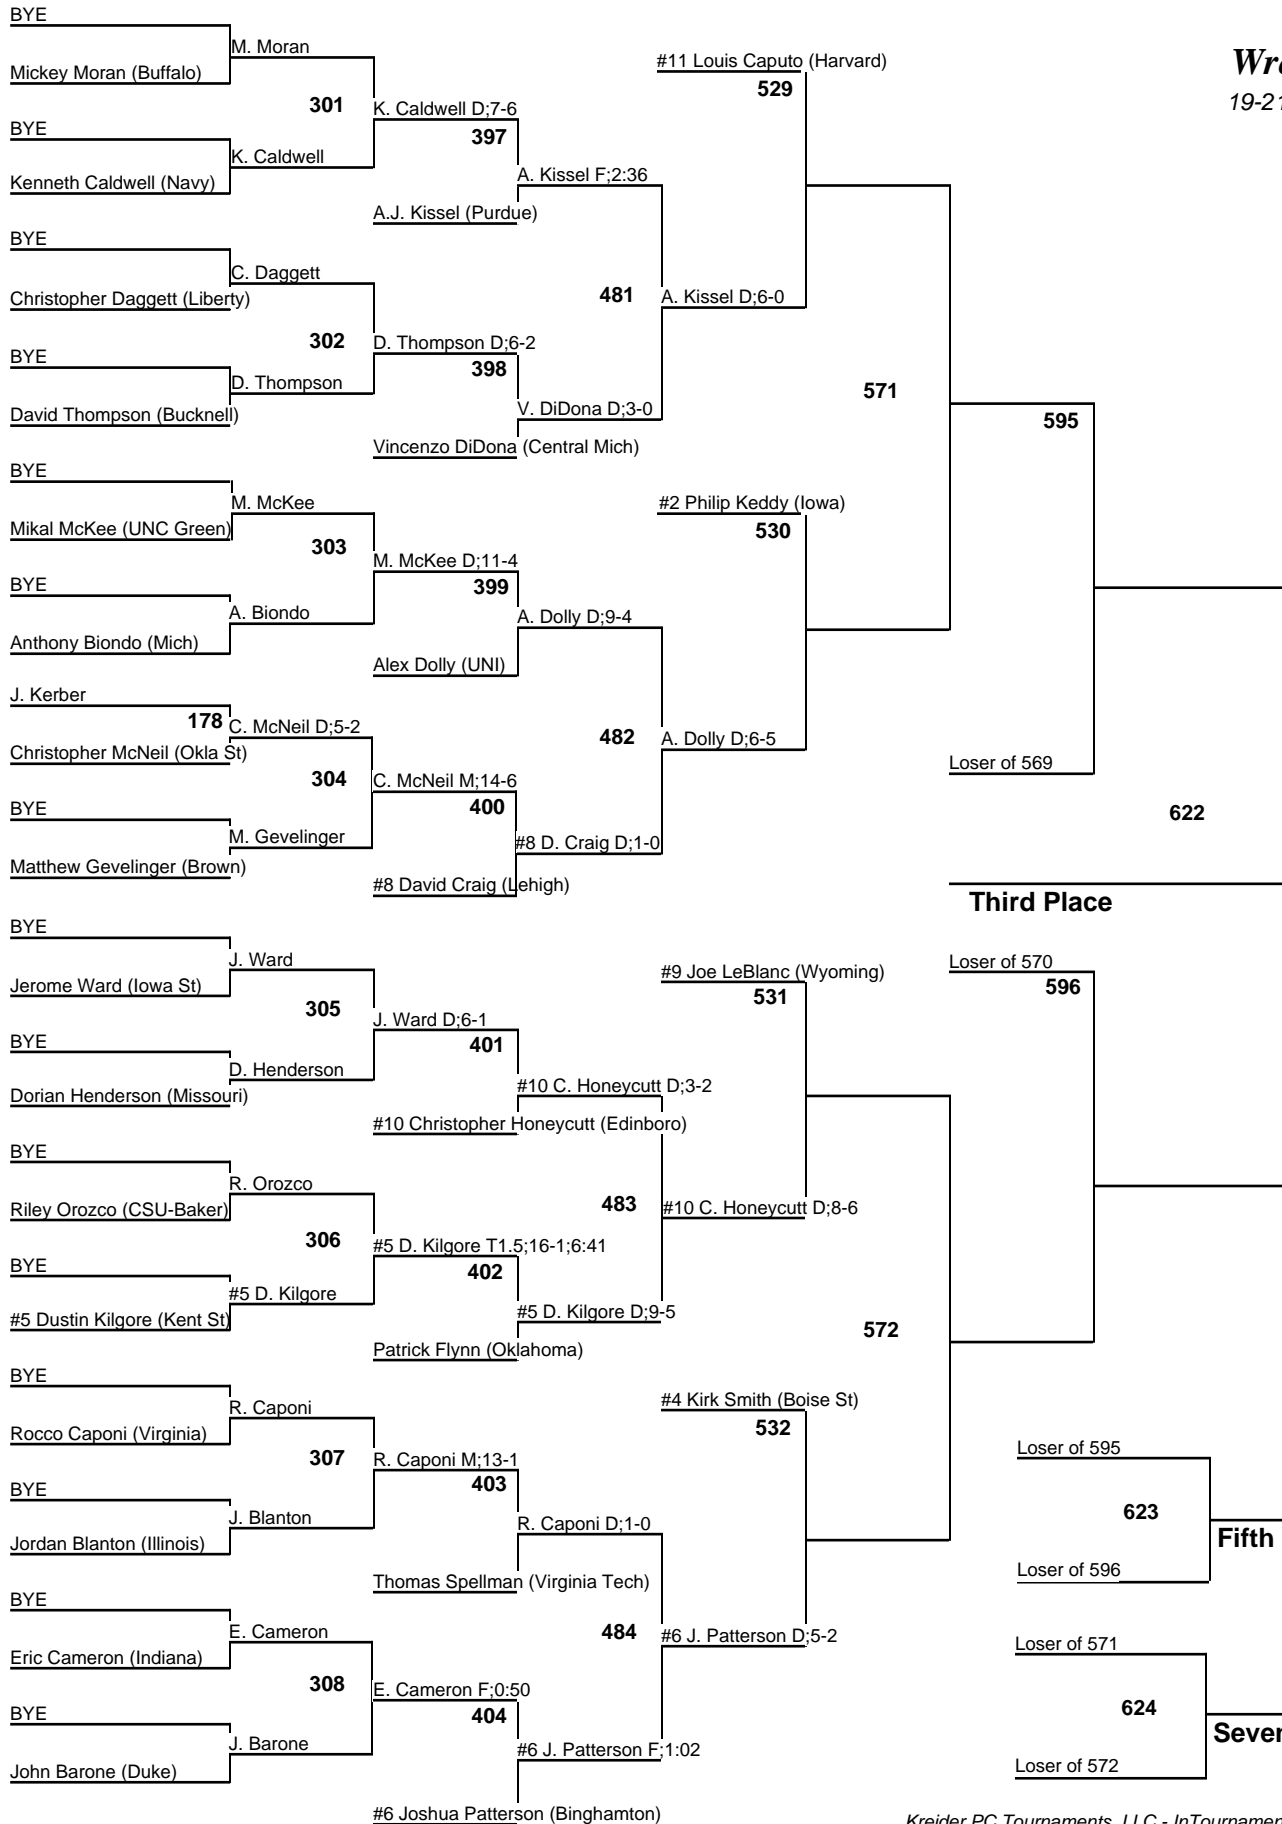 BYE
M. Moran
Mickey Moran (Buffalo)
301
K. Caldwell D;7-6
397
BYE
K. Caldwell
Kenneth Caldwell (Navy)
A. Kissel F;2:36
A.J. Kissel (Purdue)
BYE
C. Daggett
Christopher Daggett (Liberty)
481
A. Kissel D;6-0
302
D. Thompson D;6-2
398
BYE
D. Thompson
David Thompson (Bucknell)
V. DiDona D;3-0
Vincenzo DiDona (Central Mich)
#11 Louis Caputo (Harvard)
529
19-21
571
595
BYE
M. McKee
Mikal McKee (UNC Green)
303
M. McKee D;11-4
399
BYE
A. Biondo
Anthony Biondo (Mich)
A. Dolly D;9-4
Alex Dolly (UNI)
#2 Philip Keddy (Iowa)
530
J. Kerber
178
C. McNeil D;5-2
Christopher McNeil (Okla St)
482
A. Dolly D;6-5
304
C. McNeil M;14-6
400
BYE
M. Gevelinger
Matthew Gevelinger (Brown)
#8 D. Craig D;1-0
#8 David Craig (Lehigh)
Loser of 569
622
Third Place
BYE
J. Ward
Jerome Ward (Iowa St)
305
J. Ward D;6-1
401
BYE
D. Henderson
Dorian Henderson (Missouri)
#10 C. Honeycutt D;3-2
#10 Christopher Honeycutt (Edinboro)
#9 Joe LeBlanc (Wyoming)
531
Loser of 570
596
BYE
R. Orozco
Riley Orozco (CSU-Baker)
483
#10 C. Honeycutt D;8-6
306
#5 D. Kilgore T1.5;16-1;6:41
402
BYE
#5 D. Kilgore
#5 Dustin Kilgore (Kent St)
#5 D. Kilgore D;9-5
Patrick Flynn (Oklahoma)
572
BYE
R. Caponi
Rocco Caponi (Virginia)
#4 Kirk Smith (Boise St)
532
307
R. Caponi M;13-1
403
BYE
J. Blanton
Jordan Blanton (Illinois)
R. Caponi D;1-0
Thomas Spellman (Virginia Tech)
Loser of 595
623
Fifth
Loser of 596
BYE
E. Cameron
Eric Cameron (Indiana)
484
#6 J. Patterson D;5-2
308
E. Cameron F;0:50
404
BYE
J. Barone
John Barone (Duke)
#6 J. Patterson F;1:02
#6 Joshua Patterson (Binghamton)
Loser of 571
624
Loser of 572
Kreider PC Tournaments, LLC -